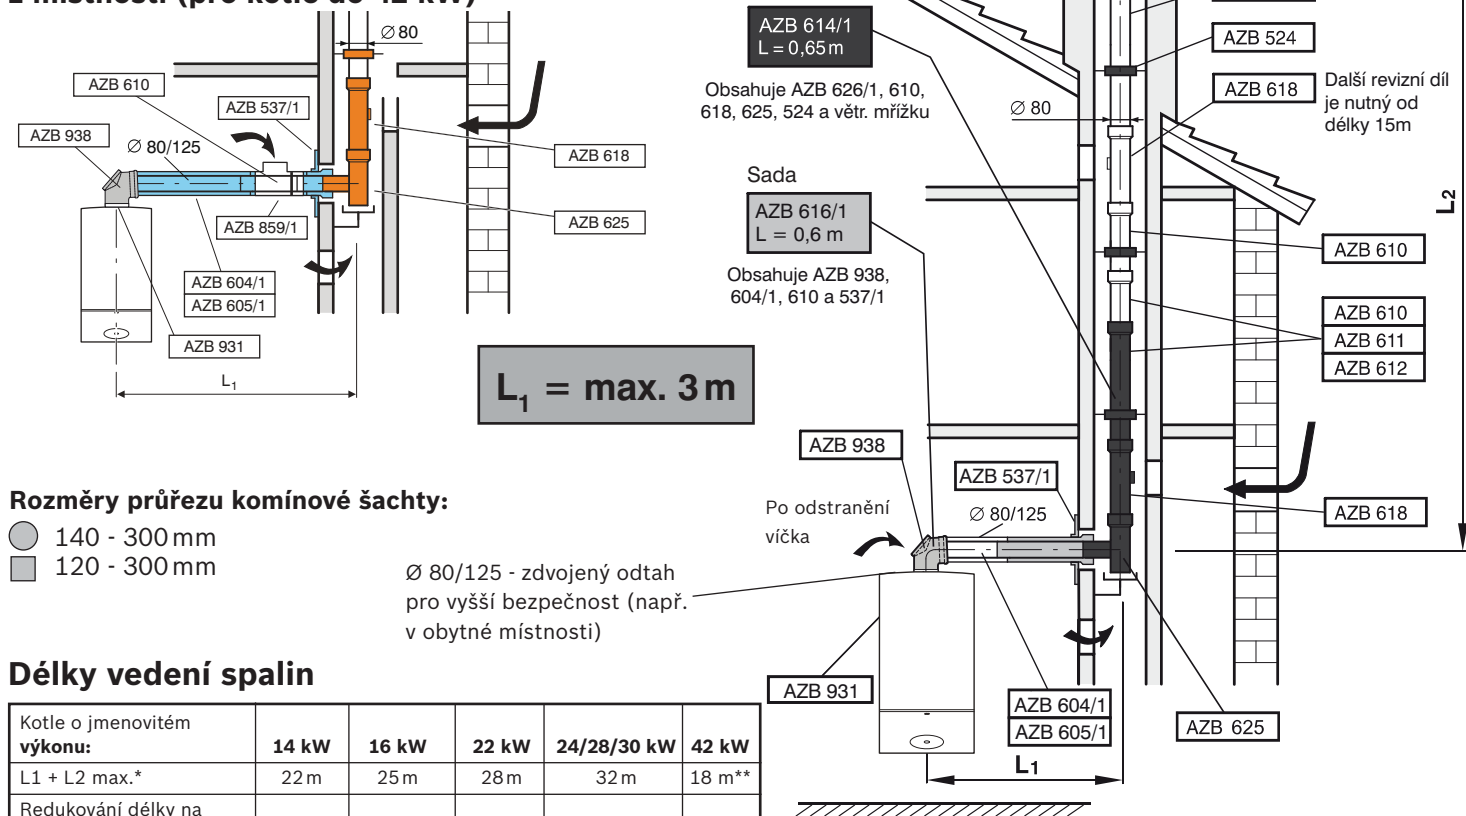 z místnosti (pro kotle do 42 kW)
Ø 80
AZB 610
AZB 537/1
AZB 938
Ø 80/125
AZB 618
AZB 859/1
AZB 625
AZB 604/1
AZB 605/1
AZB 931
L1
L1 = max. 3 m
Rozměry průřezu komínové šachty:
140 - 300 mm
120 - 300 mm
Ø 80/125 - zdvojený odtah
pro vyšší bezpečnost (např.
v obytné místnosti)
Délky vedení spalin
Kotle o jmenovitém
výkonu: 14 kW 16 kW 22 kW 24/28/30 kW 42 kW
L1 + L2 max.* 22 m 25 m 28 m 32 m 18 m**
Redukování délky na
AZB 614/1
L = 0,65 m
Obsahuje AZB 626/1, 610,
618, 625, 524 a větr. mřížku
Sada
AZB 616/1
L = 0,6 m
Obsahuje AZB 938,
604/1, 610 a 537/1
AZB 524
AZB 618
Další revizní díl
je nutný od
délky 15m
Ø 80
L2
AZB 610
AZB 610
AZB 611
AZB 612
AZB 938
AZB 537/1
Po odstranění
víčka
Ø 80/125
AZB 618
AZB 931
AZB 604/1
AZB 605/1
AZB 625
L1